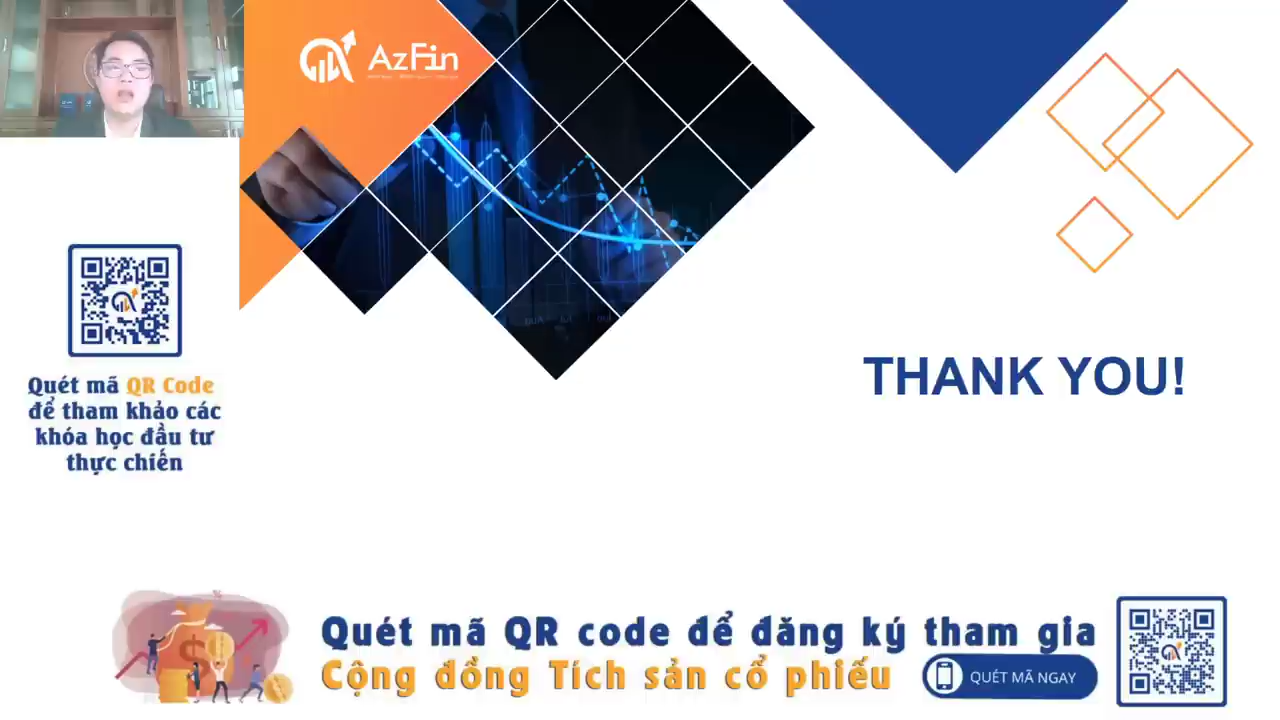 AzFin
THANK YOU!
Quét mã QR Code
để tham khảo các
khóa học đầu tư
thực chiến
Quét mã QR code để đăng ký tham gia
Cộng đồng Tích sản cổ phiếu
QUÉT MÃ NGAY